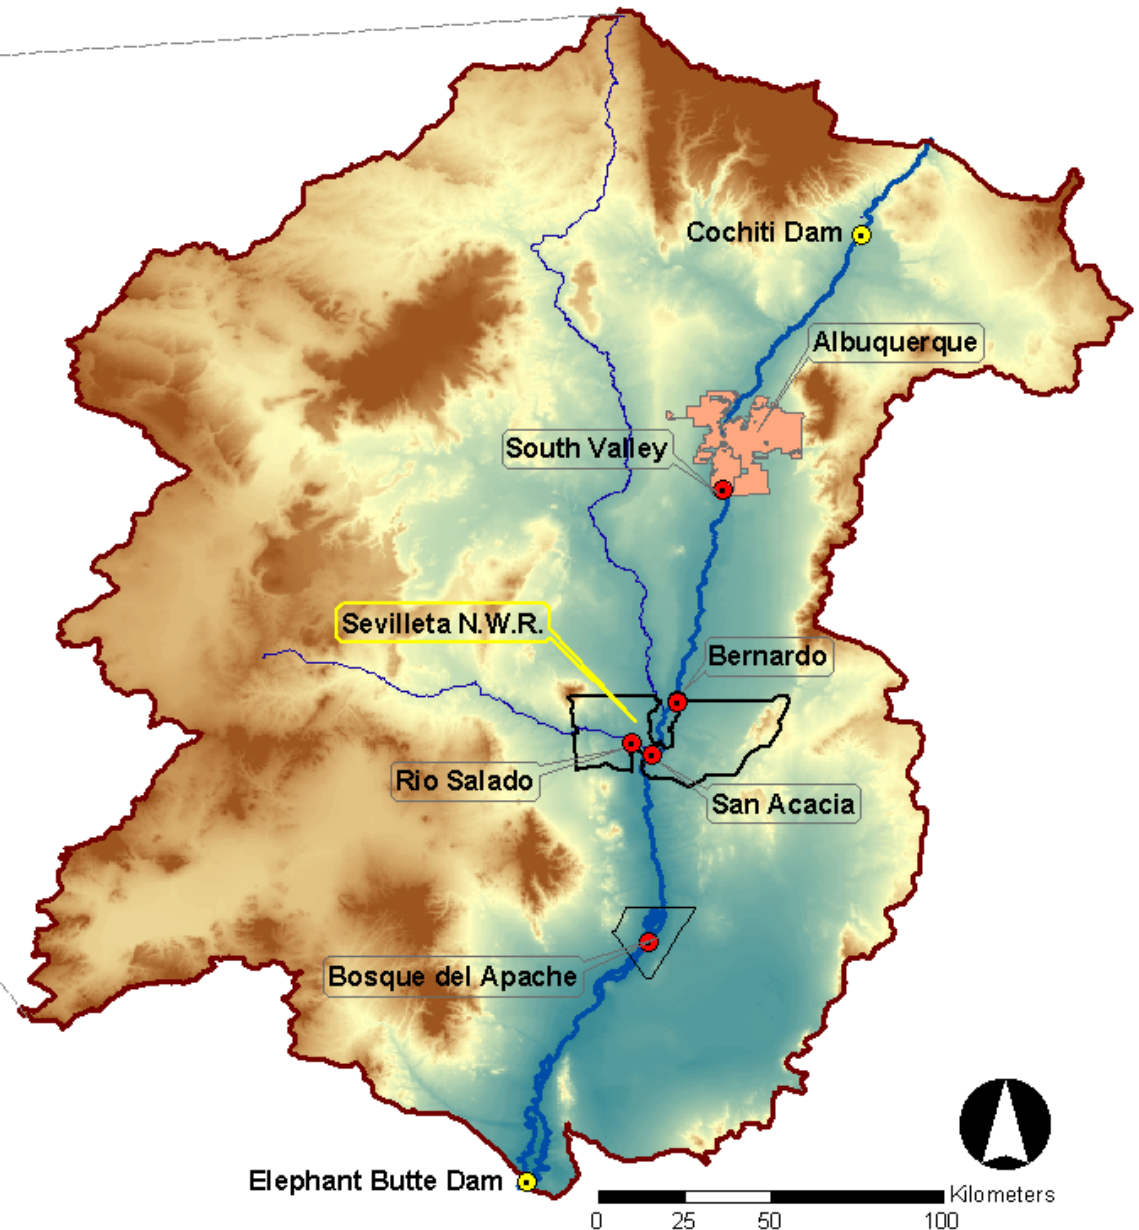 Cochiti Dam
Albuquerque
South Valley
Sevilleta N.W.R.
Bernardo
Rio Salado
San Acacia
Bosque del Apache
Elephant Butte Dam
Kilometers
0 25 50 100